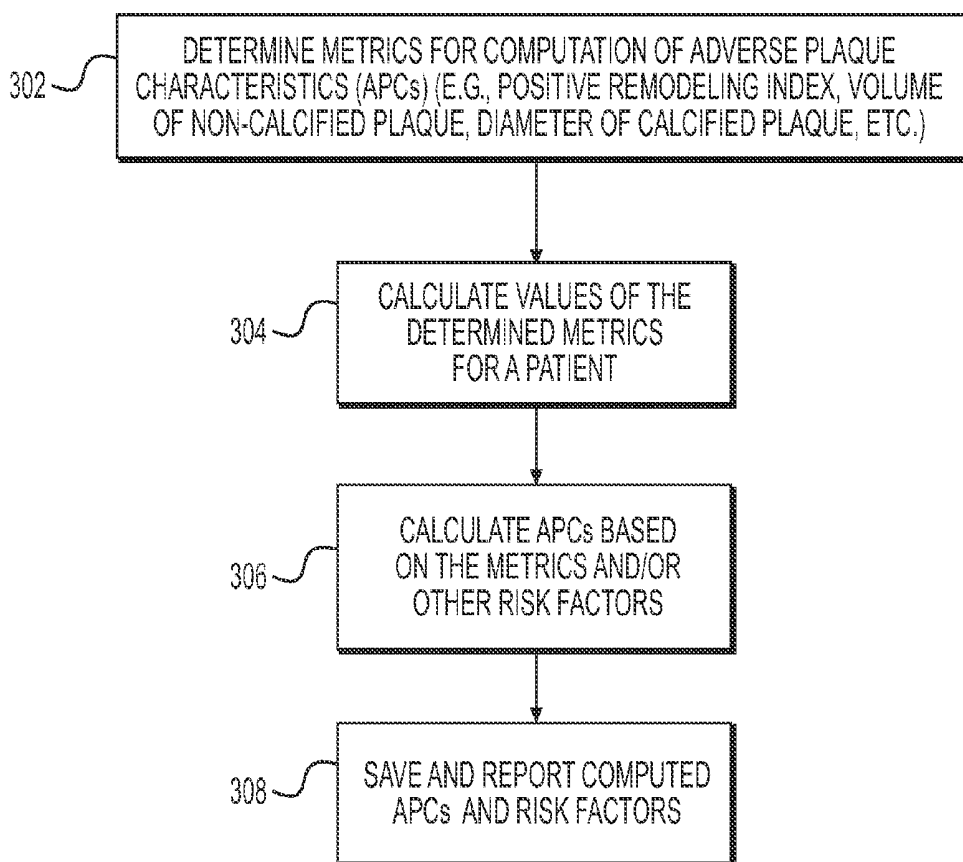 302
DETERMINE METRICS FOR COMPUTATION OF ADVERSE PLAQUE
CHARACTERISTICS (APCs) (E.G., POSITIVE REMODELING INDEX, VOLUME
OF NON-CALCIFIED PLAQUE, DIAMETER OF CALCIFIED PLAQUE, ETC.)
304
CALCULATE VALUES OF THE
DETERMINED METRICS
FOR A PATIENT
306
CALCULATE APCs BASED
ON THE METRICS AND/OR
OTHER RISK FACTORS
308
SAVE AND REPORT COMPUTED
APCs AND RISK FACTORS